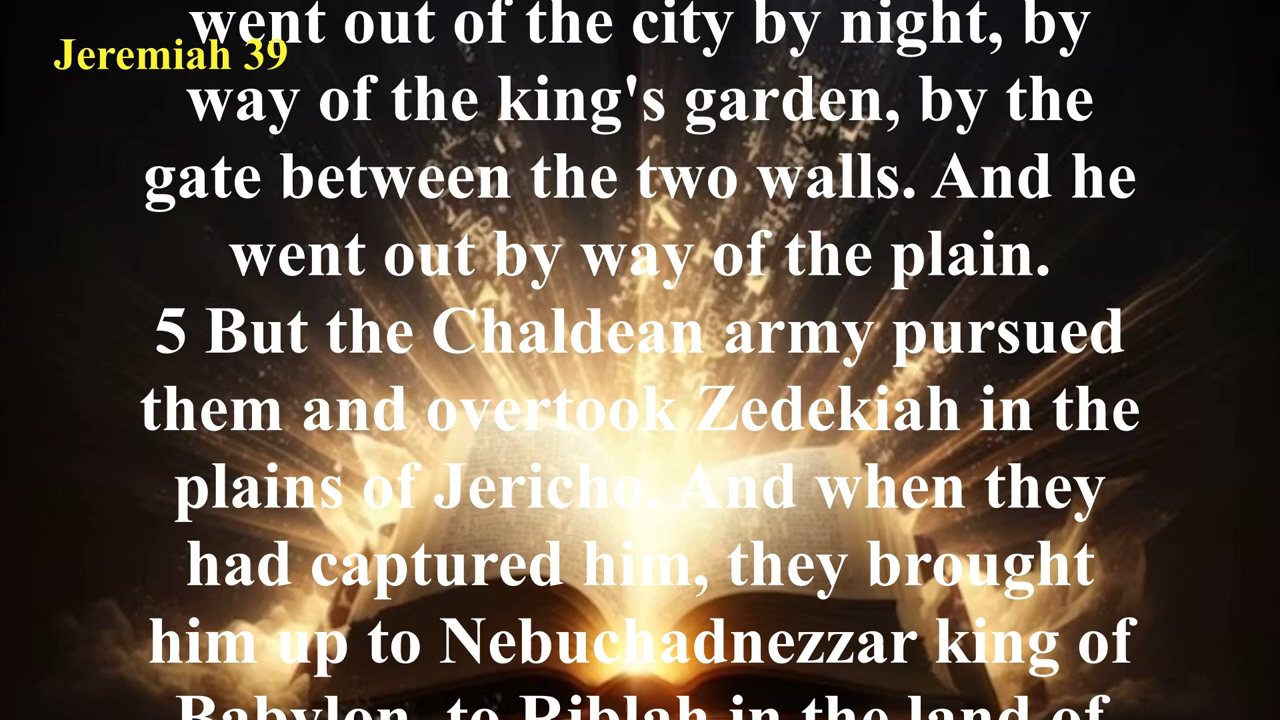 went out of the city by night, by
Jeremiah 39
way of the king's garden, by the
gate between the two walls. And he
went out by way of the plain.
5 But the Chaldean army pursued
them and overtook Zedekiah in the
plains of Jericho. And when they
had captured him, they brought
him up to Nebuchadnezzar king of
Babylon, to Riblah in the land of